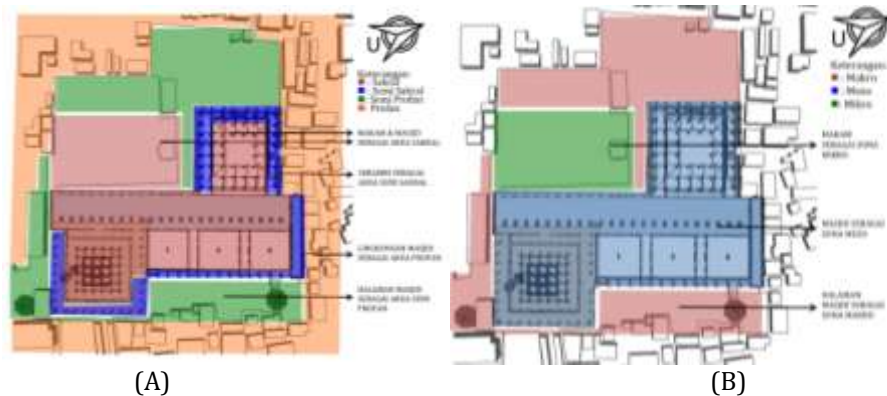 U
Keterangan
: Sakral
: Semi Sakral
: Semi Profan
: Profan
MAKAM & MASJID
SEBAGAI AREA SAKRAL
SERAMBI SEBAGAI
AREA SEMI SAKRAL
LINGKUNGAN MASJID
SEBAGAI AREA PROFAN
HALAMAN MASJID
SEBAGAI AREA SEMI
PROFAN
(A)
U
Keterangan:
: Makro
: Meso
: Mikro
MAKAM
SEBAGAI ZONA
MIKRO
MASJID SEBAGAI
ZONA MESO
HALAMAN
MASJID SEBAGAI
ZONA MAKRO
(B)